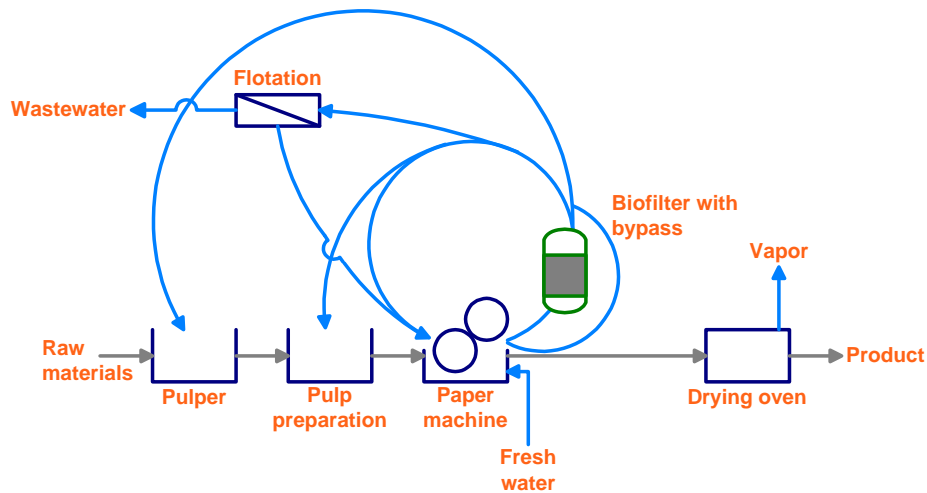 Flotation
Wastewater
Biofilter with
bypass
Vapor
Raw
materials
Product
Pulper
Pulp
preparation
Paper
machine
Drying oven
Fresh
water